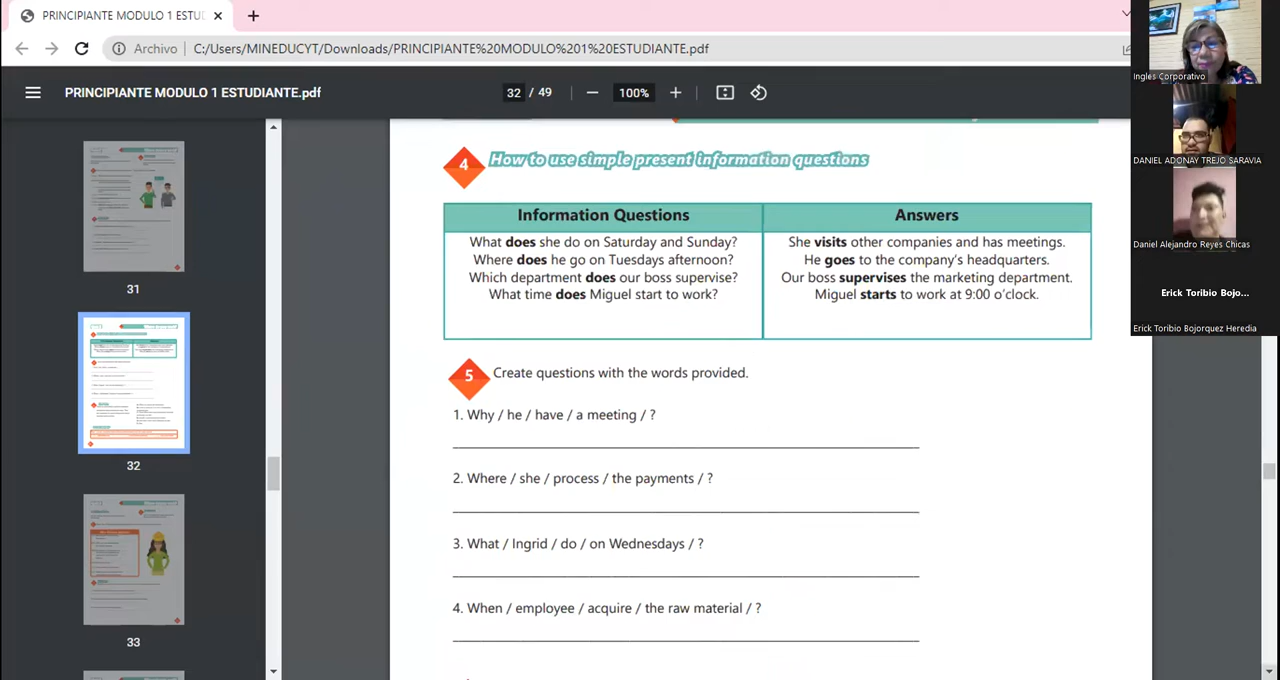 PRINCIPIANTE MODULO 1 ESTU
Archivo
C:/Users/MINEDUCYT/Downloads/PRINCIPIANTE%20MODULO%201%20ESTUDIANTE.pdf
PRINCIPIANTE MODULO 1 ESTUDIANTE.pdf
32 / 49
100%
31
32
33
4
How to use simple present information questions
Information Questions
What does she do on Saturday and Sunday?
Where does he go on Tuesdays afternoon?
Which department does our boss supervise?
What time does Miguel start to work?
Answers
She visits other companies and has meetings.
He goes to the company's headquarters.
Our boss supervises the marketing department.
Miguel starts to work at 9:00 o'clock.
5
Create questions with the words provided.
1. Why / he / have / a meeting / ?
2. Where / she / process / the payments / ?
3. What / Ingrid / do / on Wednesdays / ?
4. When / employee / acquire / the raw material / ?
Ingles Corporativo
DANIEL ADONAY TREJO SARAVIA
Daniel Alejandro Reyes Chicas
Erick Toribio Bojo...
Erick Toribio Bojorquez Heredia